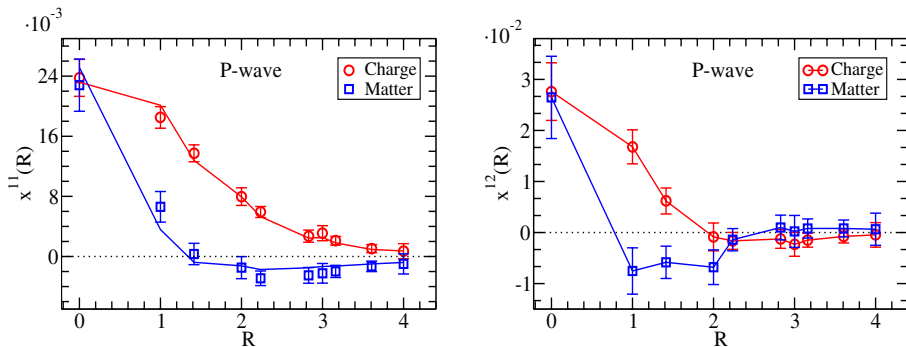 ·10⁻³
P-wave
Charge
Matter
24
16
8
0
x¹¹(R)
0 1 2 3 4
R
·10⁻²
P-wave
Charge
Matter
3
2
1
0
-1
x¹²(R)
0 1 2 3 4
R